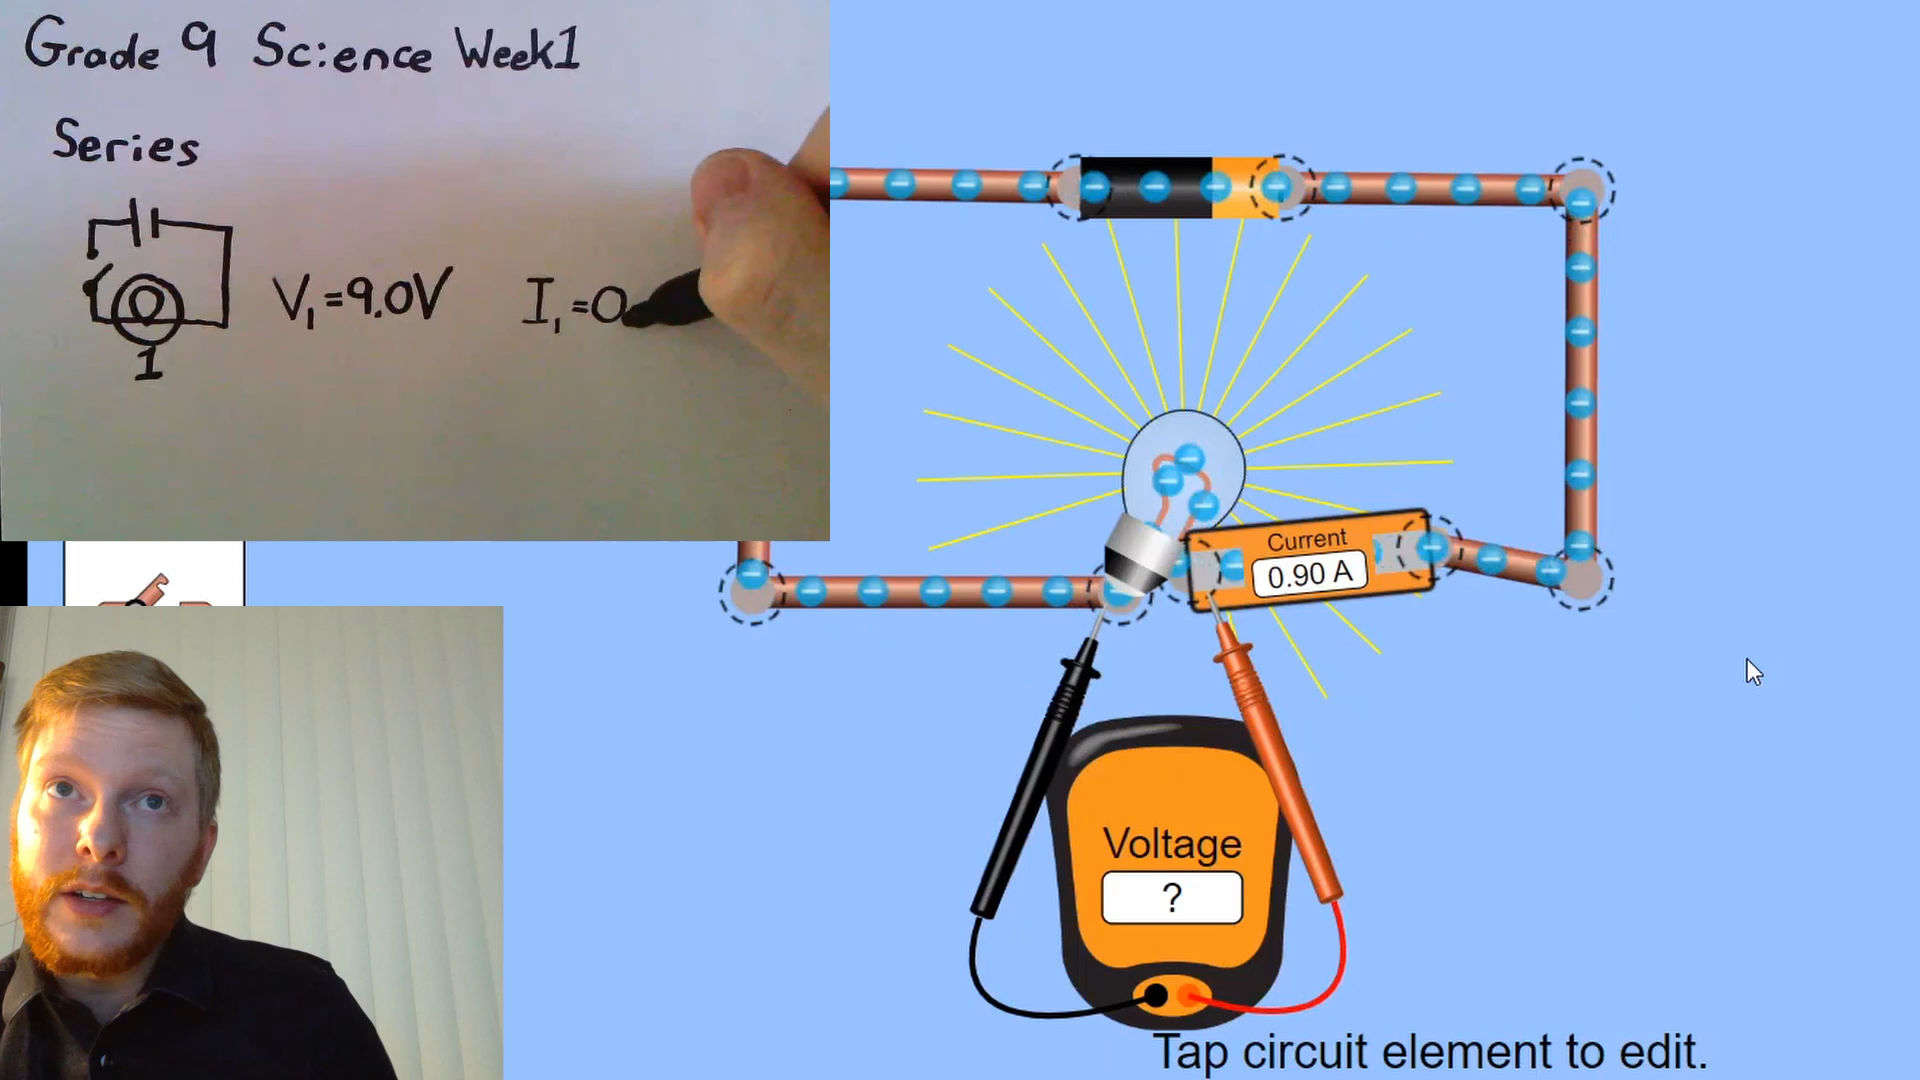 Grade 9 Science Week1
Series
V₁=9.0V I₁=0
1
Current
0.90 A
Voltage
?
Tap circuit element to edit.